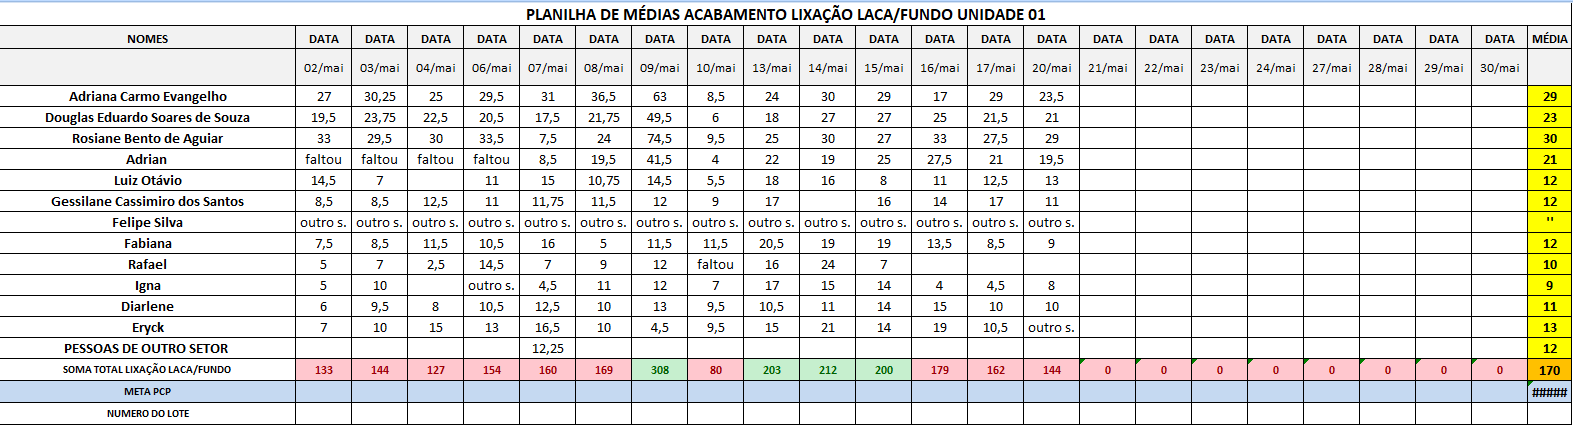 PLANILHA DE MÉDIAS ACABAMENTO LIXAÇÃO LACA/FUNDO UNIDADE 01
NOMES DATA DATA DATA DATA DATA DATA DATA DATA DATA DATA DATA DATA DATA DATA DATA DATA DATA DATA DATA DATA DATA DATA MÉDIA
02/mai 03/mai 04/mai 06/mai 07/mai 08/mai 09/mai 10/mai 13/mai 14/mai 15/mai 16/mai 17/mai 20/mai 21/mai 22/mai 23/mai 24/mai 27/mai 28/mai 29/mai 30/mai
Adriana Carmo Evangelho 27 30,25 25 29,5 31 36,5 63 8,5 24 30 29 17 29 23,5 29
Douglas Eduardo Soares de Souza 19,5 23,75 22,5 20,5 17,5 21,75 49,5 6 18 27 27 25 21,5 21 23
Rosiane Bento de Aguiar 33 29,5 30 33,5 7,5 24 74,5 9,5 25 30 27 33 27,5 29 30
Adrian faltou faltou faltou faltou 8,5 19,5 41,5 4 22 19 25 27,5 21 19,5 21
Luiz Otávio 14,5 7 11 15 10,75 14,5 5,5 18 16 8 11 12,5 13 12
Gessilane Cassimiro dos Santos 8,5 8,5 12,5 11 11,75 11,5 12 9 17 16 14 17 11 12
Felipe Silva outro s. outro s. outro s. outro s. outro s. outro s. outro s. outro s. outro s. outro s. outro s. outro s. outro s. outro s. ''
Fabiana 7,5 8,5 11,5 10,5 16 5 11,5 11,5 20,5 19 19 13,5 8,5 9 12
Rafael 5 7 2,5 14,5 7 9 12 faltou 16 24 7 10
Igna 5 10 outro s. 4,5 11 12 7 17 15 14 4 4,5 8 9
Diarlene 6 9,5 8 10,5 12,5 10 13 9,5 10,5 11 14 15 10 10 11
Eryck 7 10 15 13 16,5 10 4,5 9,5 15 21 14 19 10,5 outro s. 13
PESSOAS DE OUTRO SETOR 12,25 12
SOMA TOTAL LIXAÇÃO LACA/FUNDO 133 144 127 154 160 169 308 80 203 212 200 179 162 144 0 0 0 0 0 0 0 0 170
META PCP #####
NUMERO DO LOTE